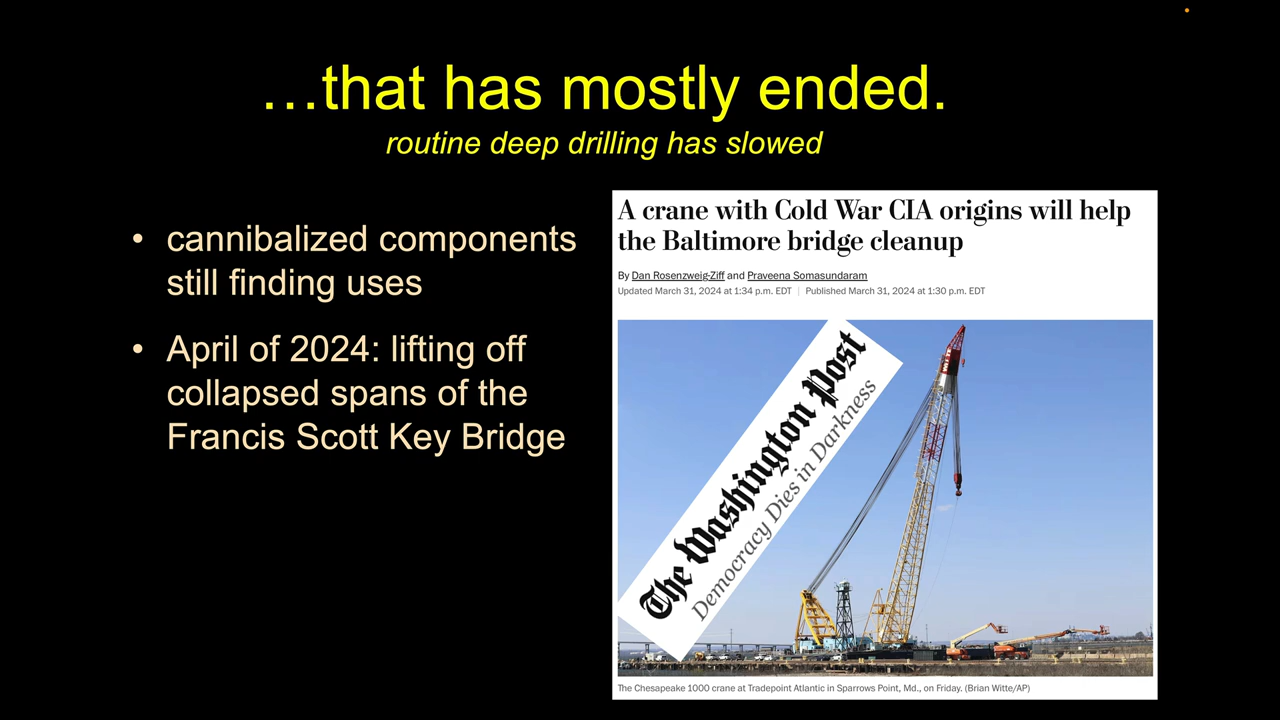 …that has mostly ended.
routine deep drilling has slowed
• cannibalized components
still finding uses
• April of 2024: lifting off
collapsed spans of the
Francis Scott Key Bridge
A crane with Cold War CIA origins will help
the Baltimore bridge cleanup
By Dan Rosenzweig-Ziff and Praveena Somasundaram
Updated March 31, 2024 at 1:34 p.m. EDT | Published March 31, 2024 at 1:30 p.m. EDT
The Washington Post
Democracy Dies in Darkness
The Chesapeake 1000 crane at Tradepoint Atlantic in Sparrows Point, Md., on Friday. (Brian Witte/AP)